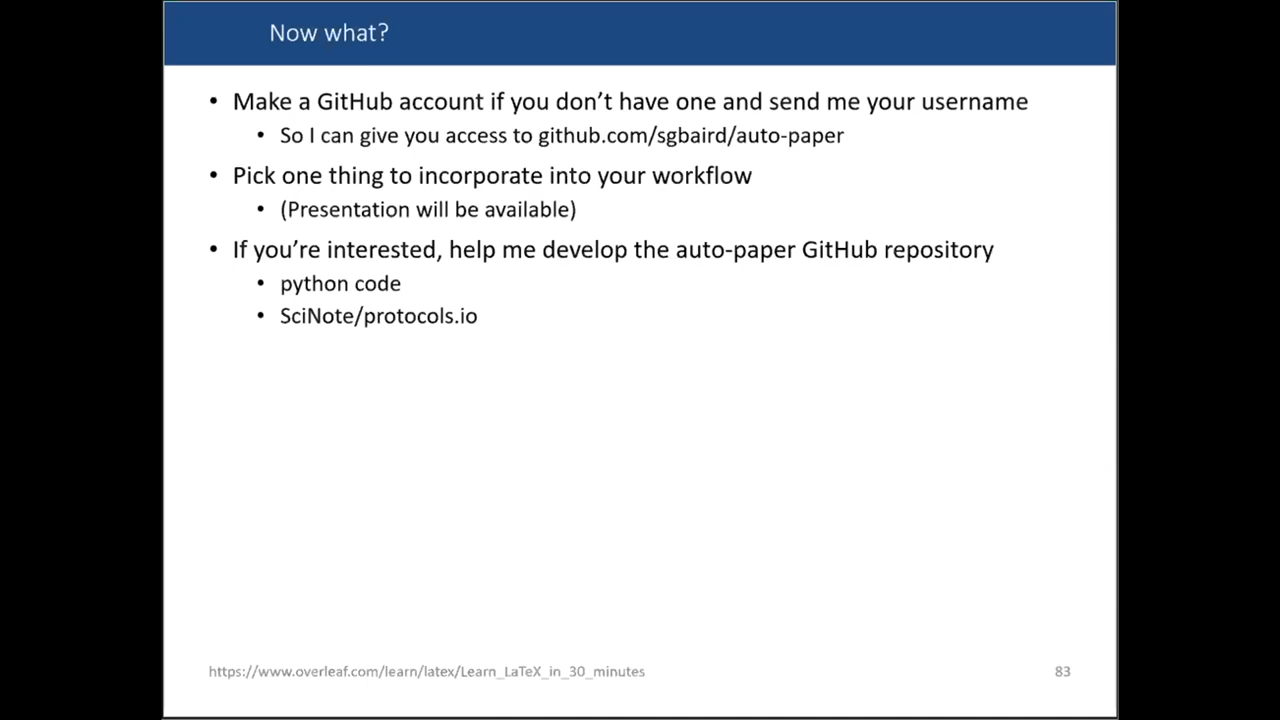 Now what?
• Make a GitHub account if you don’t have one and send me your username
• So I can give you access to github.com/sgbaird/auto-paper
• Pick one thing to incorporate into your workflow
• (Presentation will be available)
• If you’re interested, help me develop the auto-paper GitHub repository
• python code
• SciNote/protocols.io
https://www.overleaf.com/learn/latex/Learn_LaTeX_in_30_minutes 83